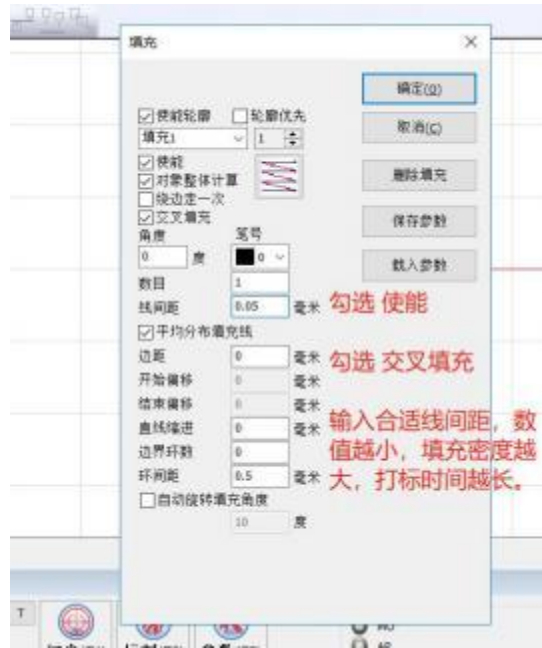 填充
确定(O)
使能轮廓 轮廓优先
取消(C)
填充1 1
使能
对象整体计算
删除填充
绕边走一次
交叉填充
保存参数
角度 笔号
0 度 0
载入参数
数目 1
线间距 0.05 毫米
勾选 使能
平均分布填充线
边距 0 毫米
勾选 交叉填充
开始偏移 0 毫米
结束偏移 0 毫米
直线缩进 0 毫米
边界环数 0
环间距 0.5 毫米
输入合适线间距，数
值越小，填充密度越
大，打标时间越长。
自动旋转填充角度
10 度
T